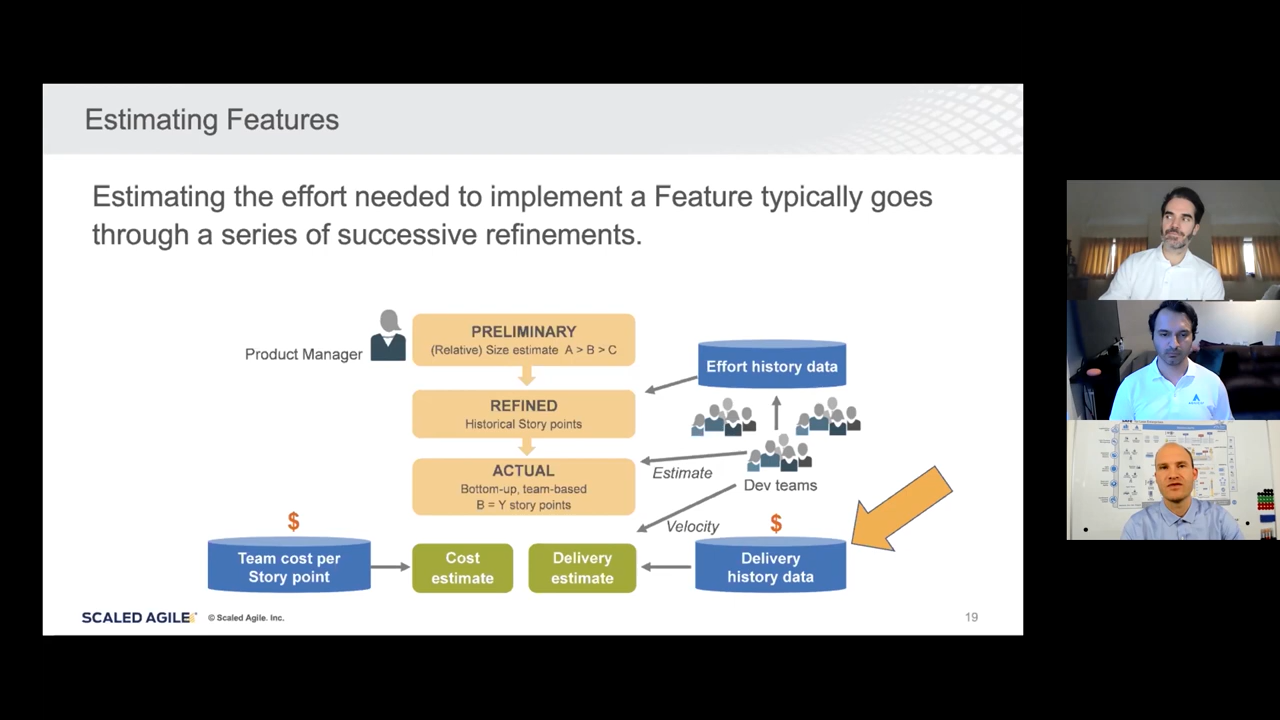 Estimating Features
Estimating the effort needed to implement a Feature typically goes
through a series of successive refinements.
Product Manager
PRELIMINARY
(Relative) Size estimate A > B > C
Effort history data
REFINED
Historical Story points
ACTUAL
Bottom-up, team-based
B = Y story points
Estimate
Dev teams
Velocity
$
$
Team cost per
Story point
Cost
estimate
Delivery
estimate
Delivery
history data
SCALED AGILE
© Scaled Agile. Inc.
19